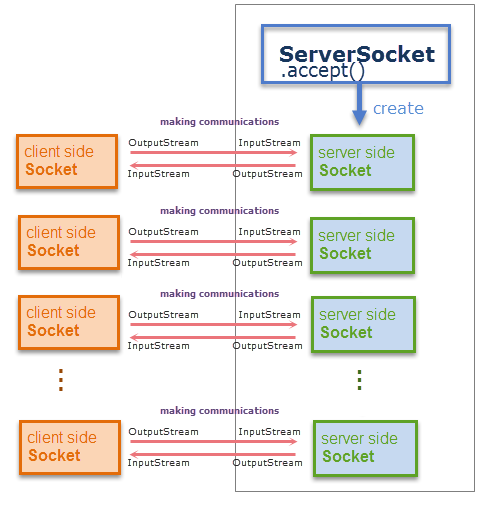 ServerSocket
.accept()
create
making communications
OutputStream InputStream
client side server side
Socket Socket
InputStream OutputStream
making communications
OutputStream InputStream
client side server side
Socket Socket
InputStream OutputStream
making communications
OutputStream InputStream
client side server side
Socket Socket
InputStream OutputStream
making communications
OutputStream InputStream
client side server side
Socket Socket
InputStream OutputStream